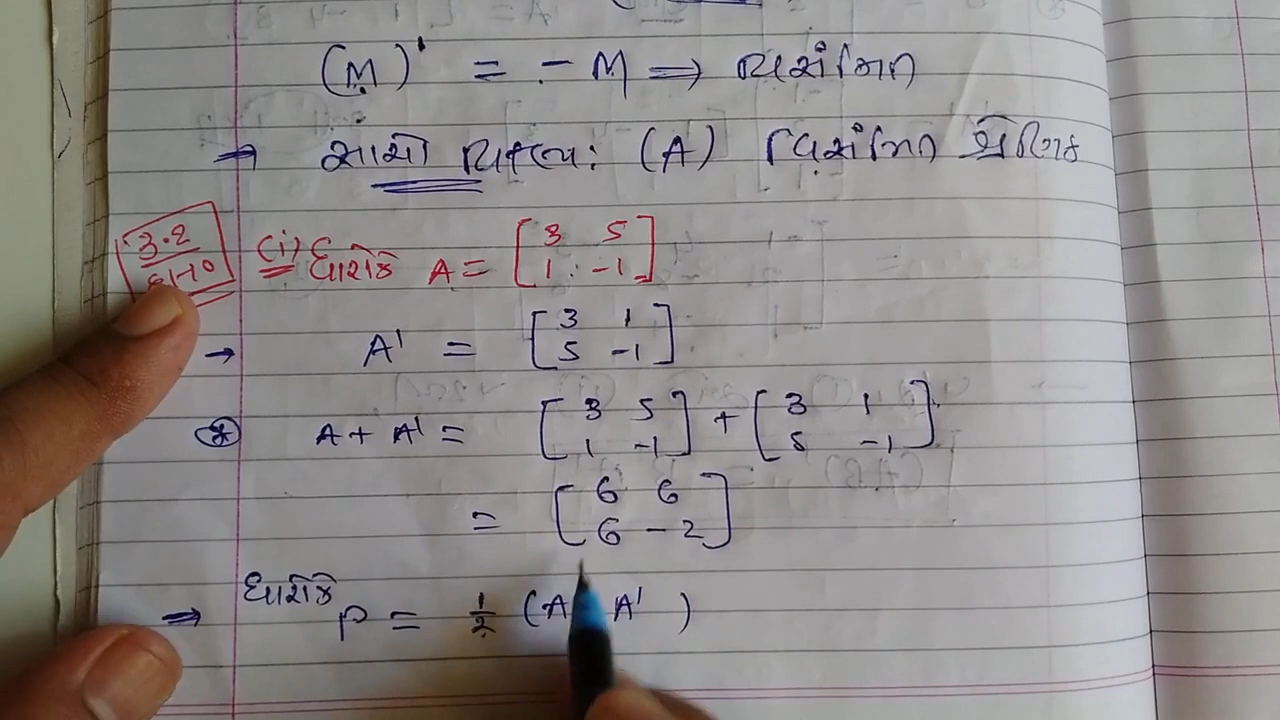 (M)' = - M ⇒ વિસંમિત
⇒ સાચો વિકલ્પ: (A) વિસંમિત શ્રેણિક
3.2 (i) ધારોકે A = [3 5; 1 -1]
→ A' = [3 1; 5 -1]
* A + A' = [3 5; 1 -1] + [3 1; 5 -1]
= [6 6; 6 -2]
⇒ ધારોકે P = 1/2 (A A')